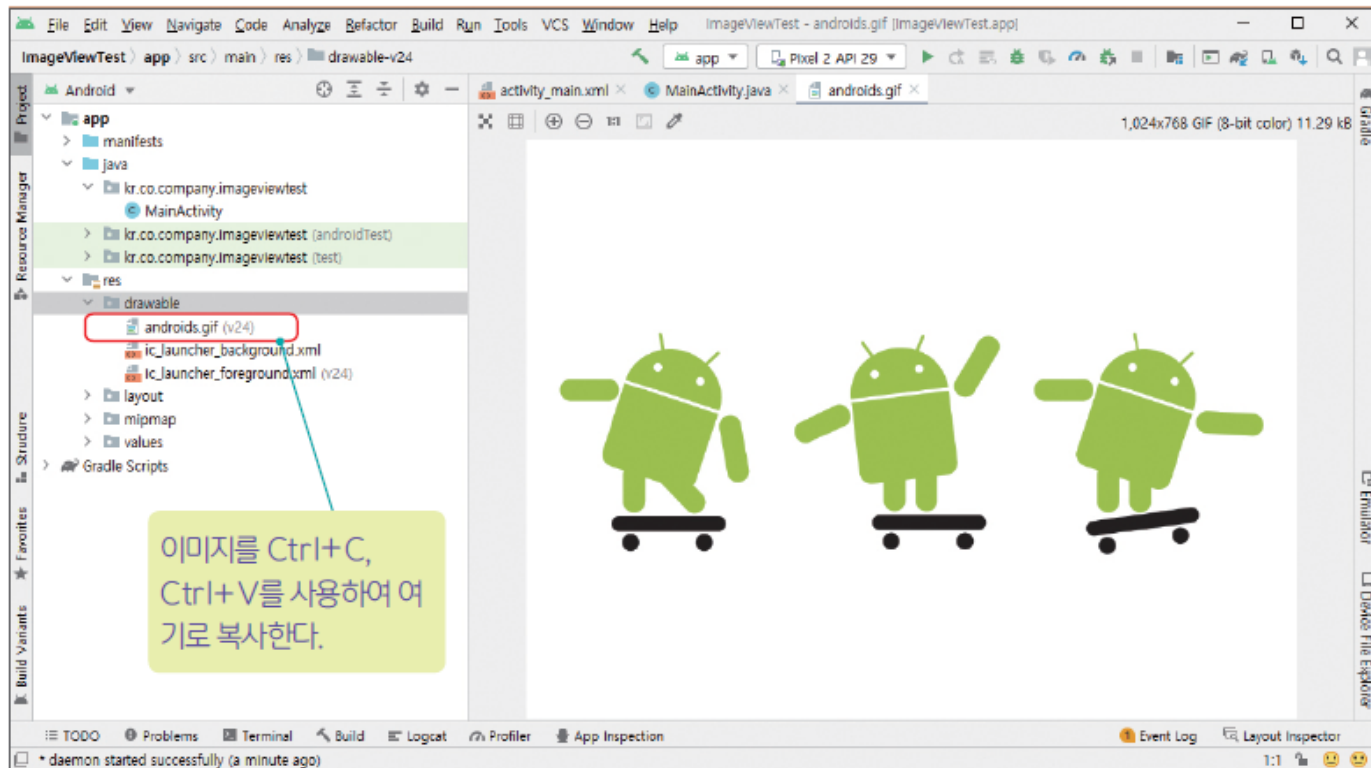 File Edit View Navigate Code Analyze Refactor Build Run Tools VCS Window Help ImageViewTest - androids.gif [ImageViewTest.app]
ImageViewTest app src main res drawable-v24 app Pixel 2 API 29
Android activity_main.xml MainActivity.java androids.gif
Project
Resource Manager
Structure
Favorites
Build Variants
app
manifests
java
kr.co.company.imageviewtest
MainActivity
kr.co.company.imageviewtest (androidTest)
kr.co.company.imageviewtest (test)
res
drawable
androids.gif (v24)
ic_launcher_background.xml
ic_launcher_foreground.xml (v24)
layout
mipmap
values
Gradle Scripts
이미지를 Ctrl+C,
Ctrl+V를 사용하여 여
기로 복사한다.
1:1 1,024x768 GIF (8-bit color) 11.29 kB
Gradle
Emulator
Device File Explorer
TODO Problems Terminal Build Logcat Profiler App Inspection 1 Event Log Layout Inspector
* daemon started successfully (a minute ago) 1:1